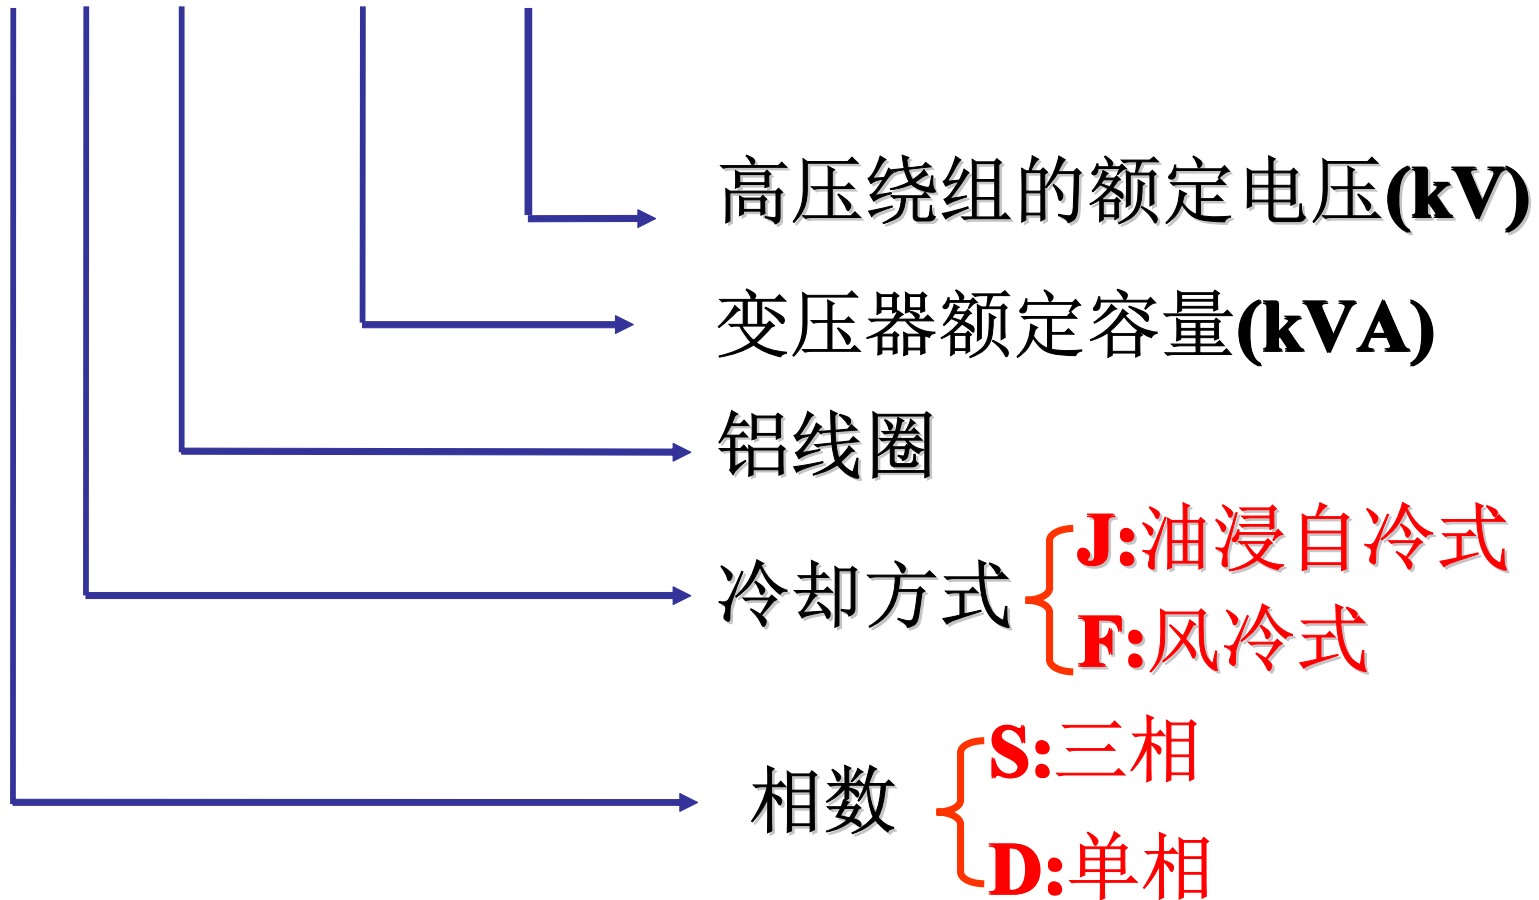 高压绕组的额定电压(kV)
变压器额定容量(kVA)
铝线圈
冷却方式
J:油浸自冷式
F:风冷式
相数
S:三相
D:单相